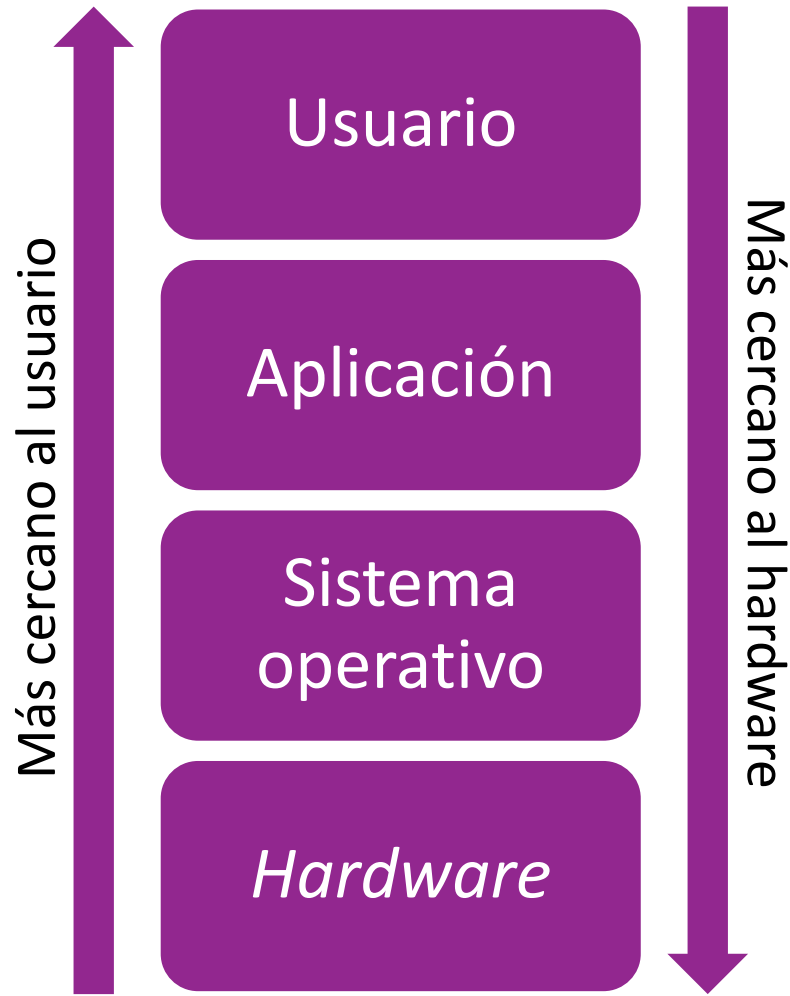 Usuario
Aplicación
Sistema
operativo
Hardware
Más cercano al usuario
Más cercano al hardware